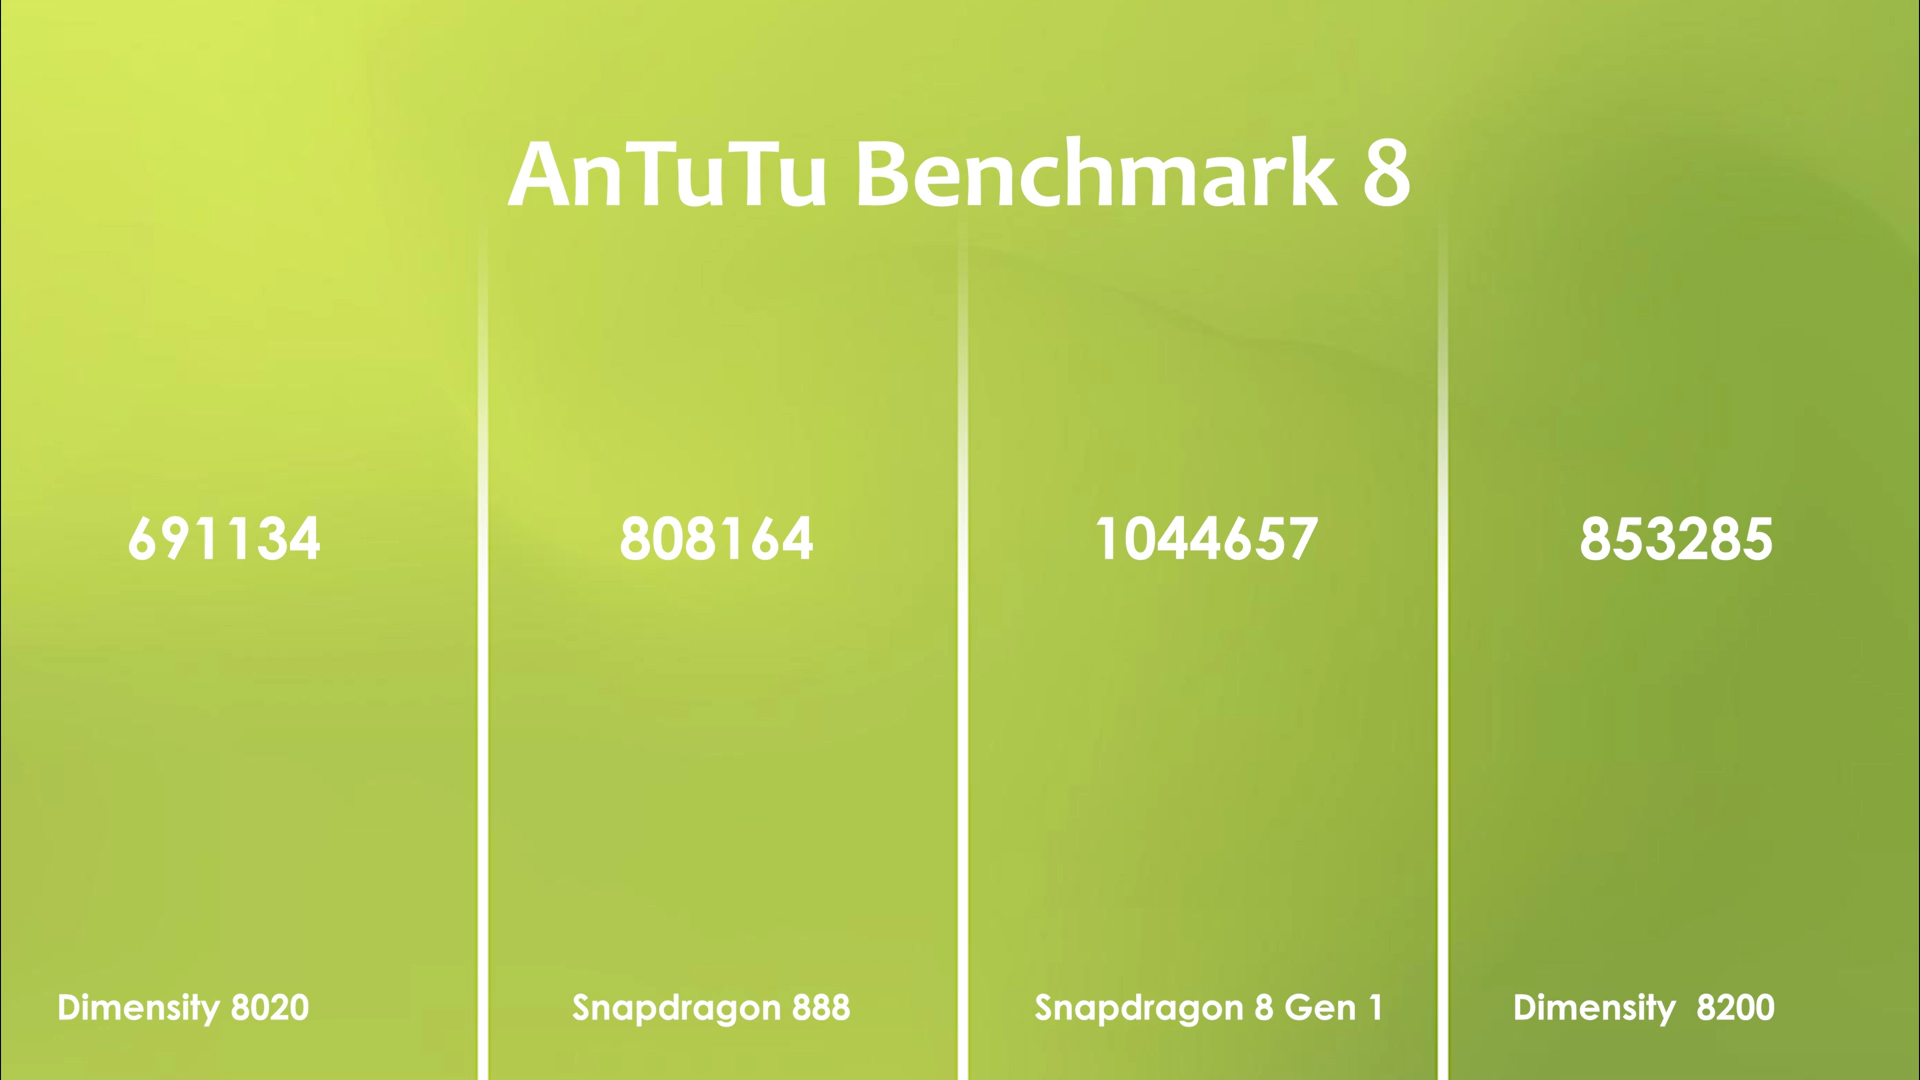 AnTuTu Benchmark 8
691134
808164
1044657
853285
Dimensity 8020
Snapdragon 888
Snapdragon 8 Gen 1
Dimensity  8200